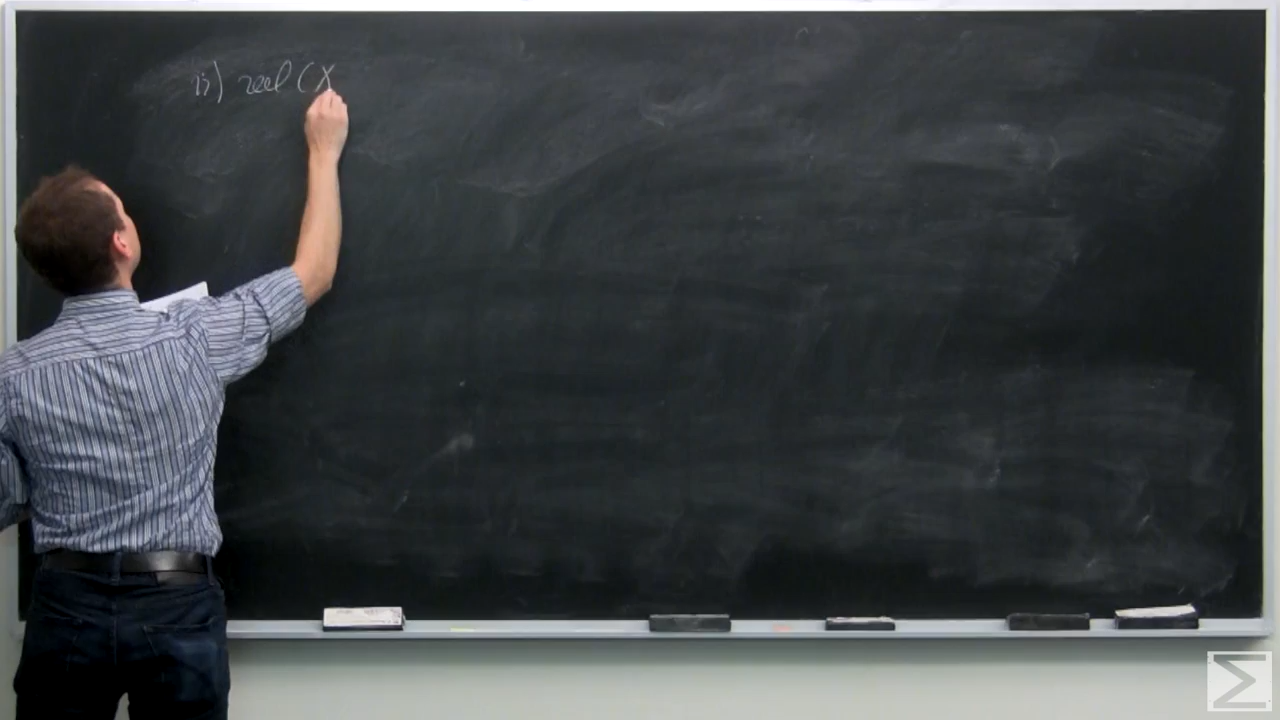 ii) reel (X
Σ